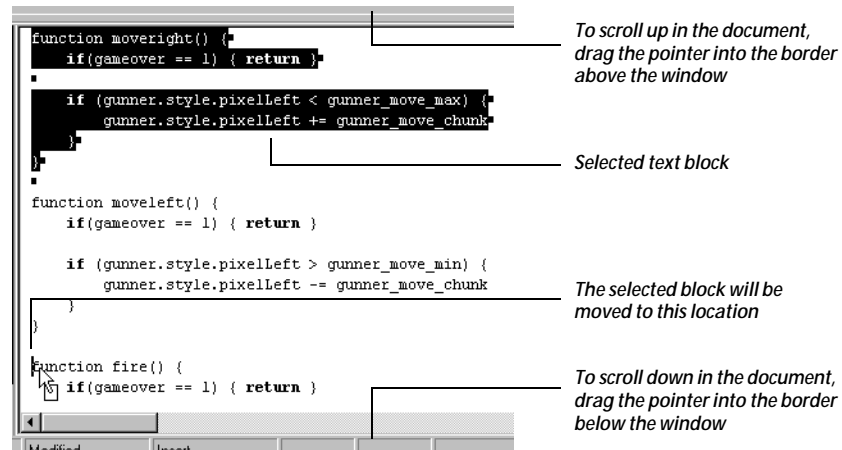 function moveright() {
if(gameover == 1) { return }
if (gunner.style.pixelLeft < gunner_move_max) {
gunner.style.pixelLeft += gunner_move_chunk
}
}
function moveleft() {
if(gameover == 1) { return }
if (gunner.style.pixelLeft > gunner_move_min) {
gunner.style.pixelLeft -= gunner_move_chunk
}
}
function fire() {
if(gameover == 1) { return }
Modified
Insert
To scroll up in the document,
drag the pointer into the border
above the window
Selected text block
The selected block will be
moved to this location
To scroll down in the document,
drag the pointer into the border
below the window